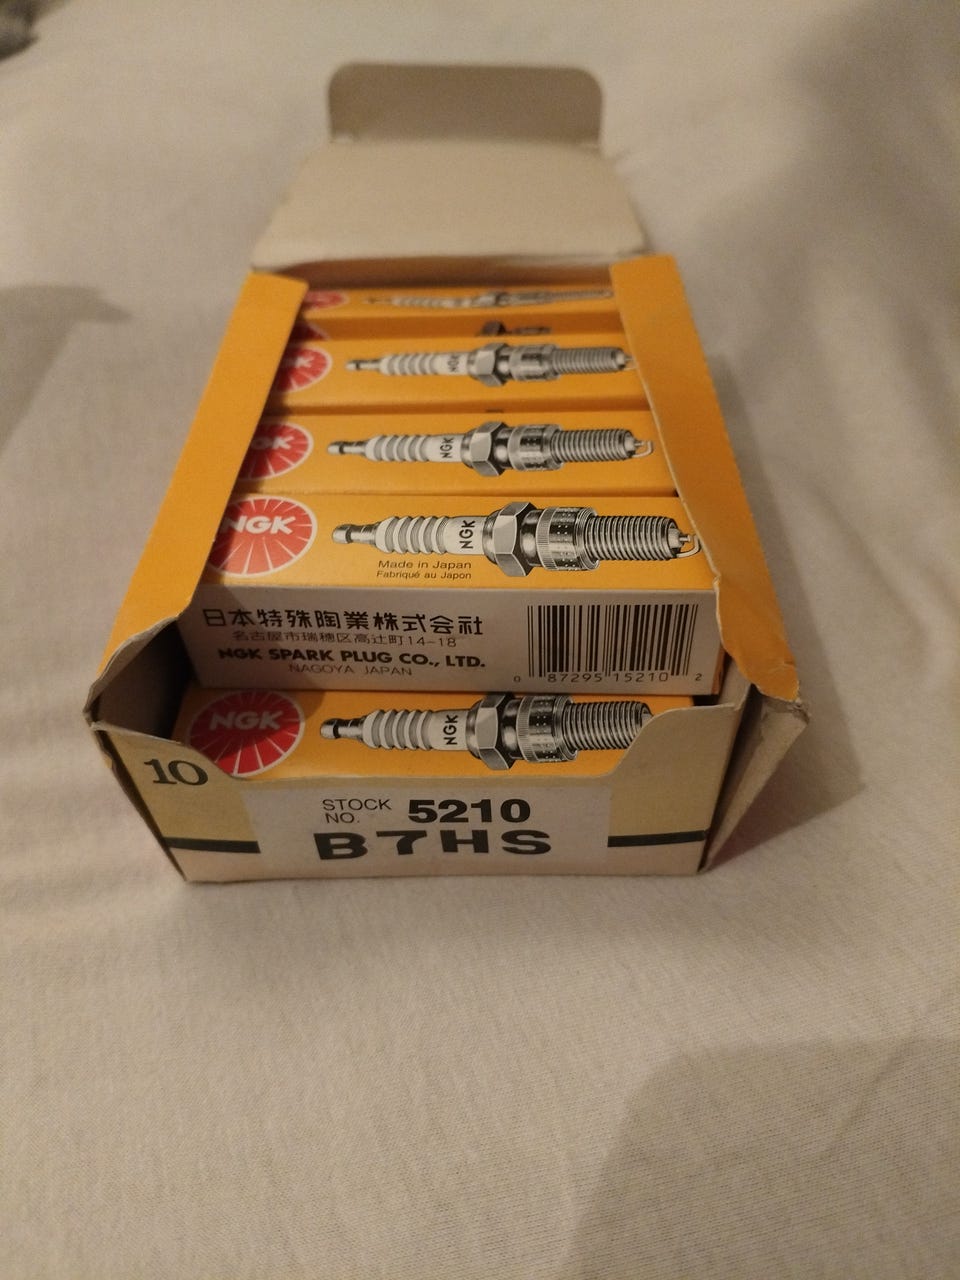 NGK
NGK
NGK
NGK
NGK
NGK
Made in Japan
Fabriqué au Japon
日本特殊陶業株式会社
名古屋市瑞穂区高辻町14-18
NGK SPARK PLUG CO., LTD.
NAGOYA JAPAN
0 87295 15210 2
NGK
NGK
10
STOCK NO. 5210
B7HS